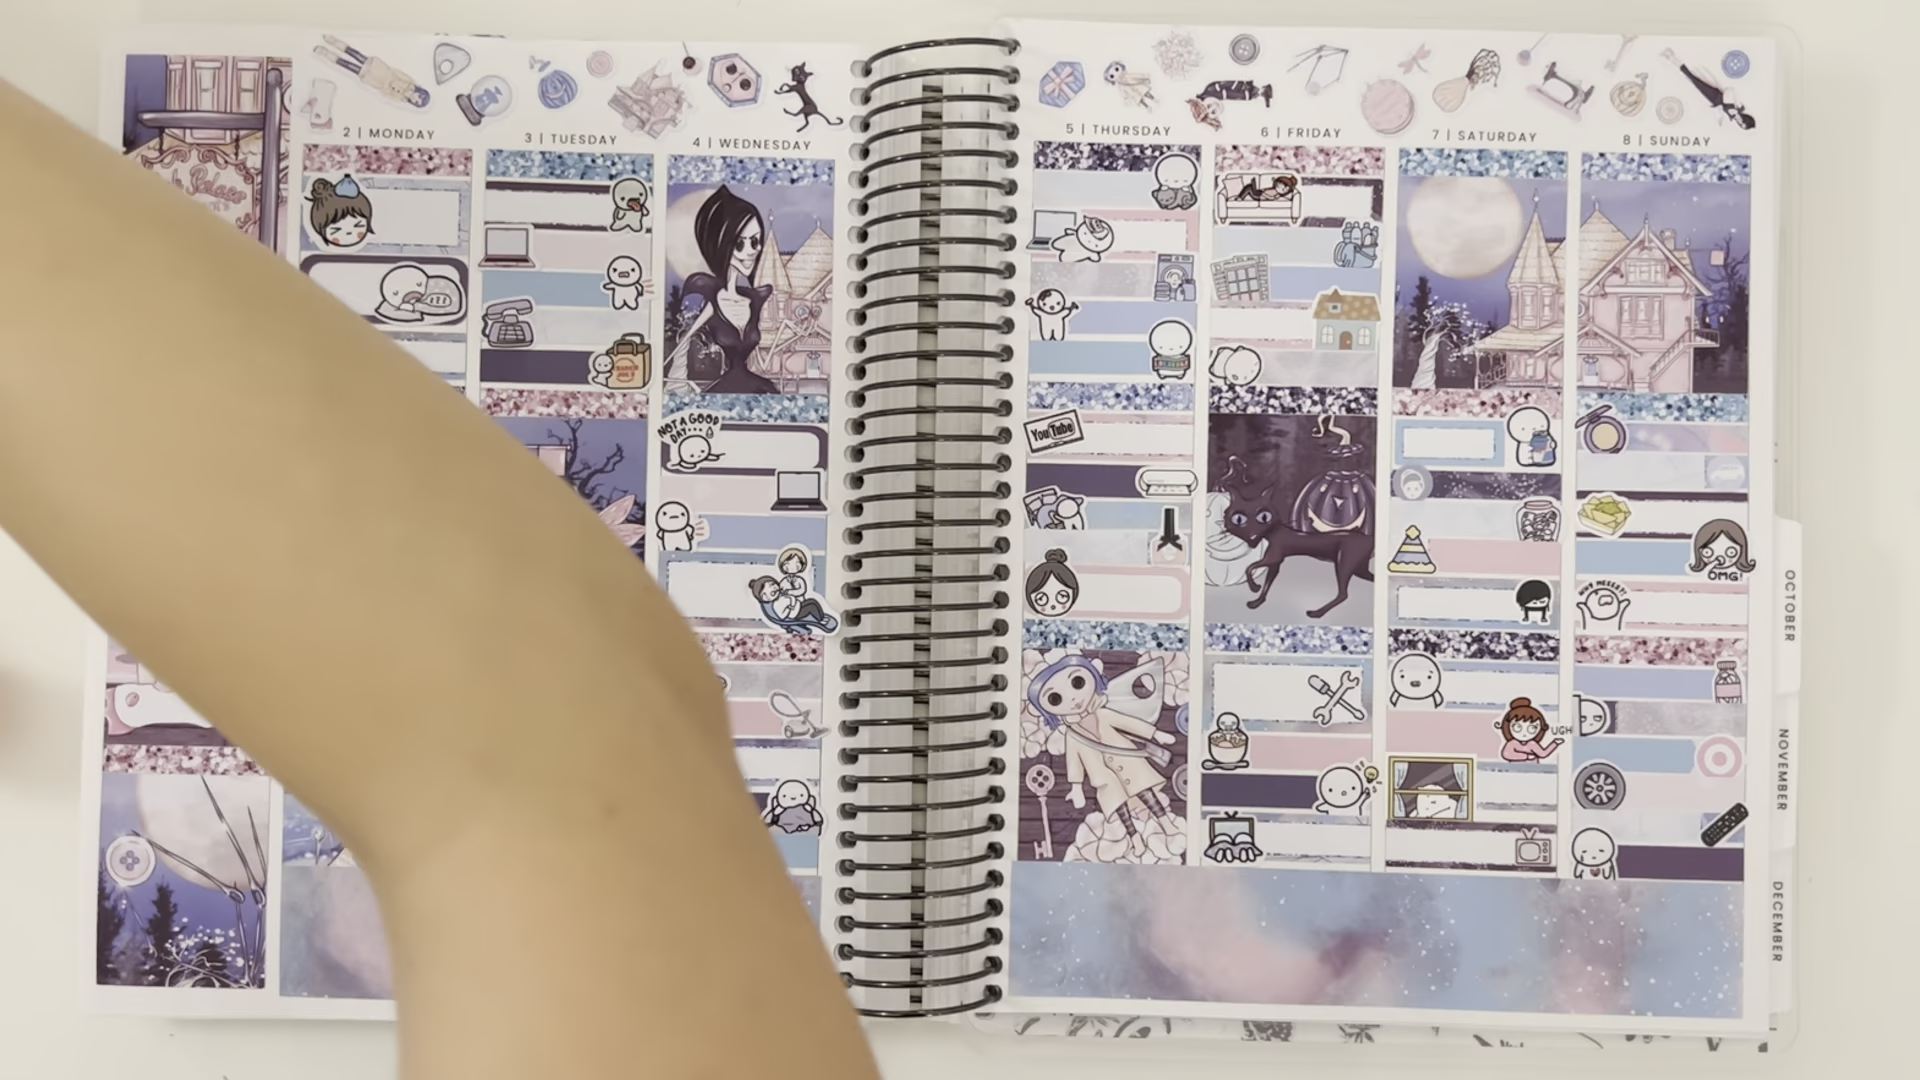 2 | MONDAY
3 | TUESDAY
4 | WEDNESDAY
5 | THURSDAY
6 | FRIDAY
7 | SATURDAY
8 | SUNDAY
NOT A GOOD
DAY...
YouTube
OMG!
UGH
OCTOBER
NOVEMBER
DECEMBER